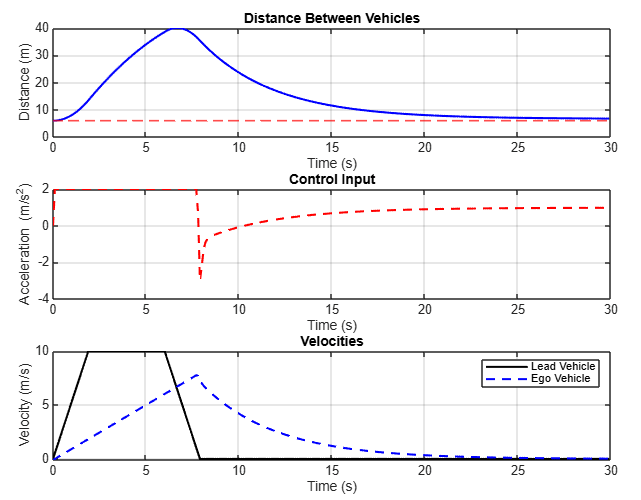 Distance Between Vehicles
Distance (m)
40
30
20
10
0
0 5 10 15 20 25 30
Time (s)
Control Input
Acceleration (m/s²)
2
0
-2
-4
0 5 10 15 20 25 30
Time (s)
Velocities
Velocity (m/s)
10
5
0
Lead Vehicle
Ego Vehicle
0 5 10 15 20 25 30
Time (s)